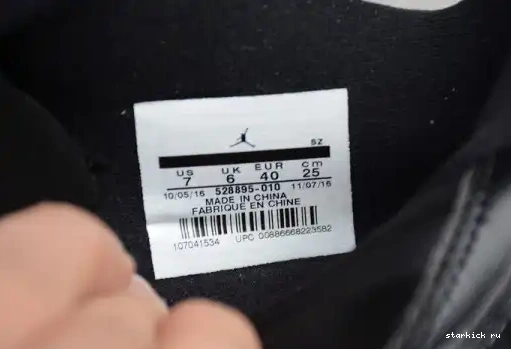 SZ
US UK EUR cm
7 6 40 25
10/05/16 528895-010 11/07/16
MADE IN CHINA
FABRIQUE EN CHINE
107041534 UPC 00886668223582
starkick ru